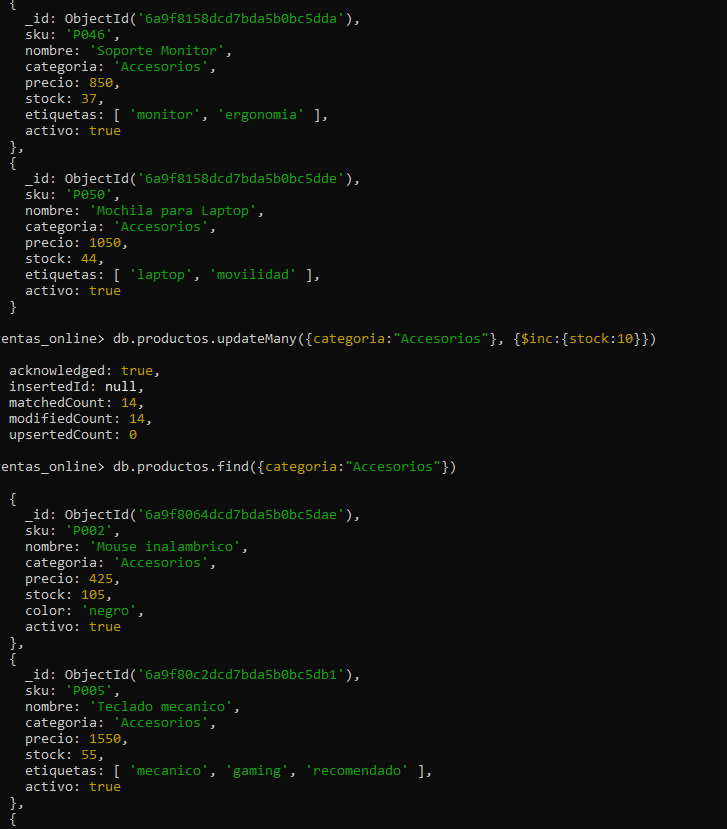 {
_id: ObjectId('6a9f8158dcd7bda5b0bc5dda'),
sku: 'P046',
nombre: 'Soporte Monitor',
categoria: 'Accesorios',
precio: 850,
stock: 37,
etiquetas: [ 'monitor', 'ergonomia' ],
activo: true
},
{
_id: ObjectId('6a9f8158dcd7bda5b0bc5dde'),
sku: 'P050',
nombre: 'Mochila para Laptop',
categoria: 'Accesorios',
precio: 1050,
stock: 44,
etiquetas: [ 'laptop', 'movilidad' ],
activo: true
}
entas_online> db.productos.updateMany({categoria:"Accesorios"}, {$inc:{stock:10}})
acknowledged: true,
insertedId: null,
matchedCount: 14,
modifiedCount: 14,
upsertedCount: 0
entas_online> db.productos.find({categoria:"Accesorios"})
{
_id: ObjectId('6a9f8064dcd7bda5b0bc5dae'),
sku: 'P002',
nombre: 'Mouse inalambrico',
categoria: 'Accesorios',
precio: 425,
stock: 105,
color: 'negro',
activo: true
},
{
_id: ObjectId('6a9f80c2dcd7bda5b0bc5db1'),
sku: 'P005',
nombre: 'Teclado mecanico',
categoria: 'Accesorios',
precio: 1550,
stock: 55,
etiquetas: [ 'mecanico', 'gaming', 'recomendado' ],
activo: true
},
{